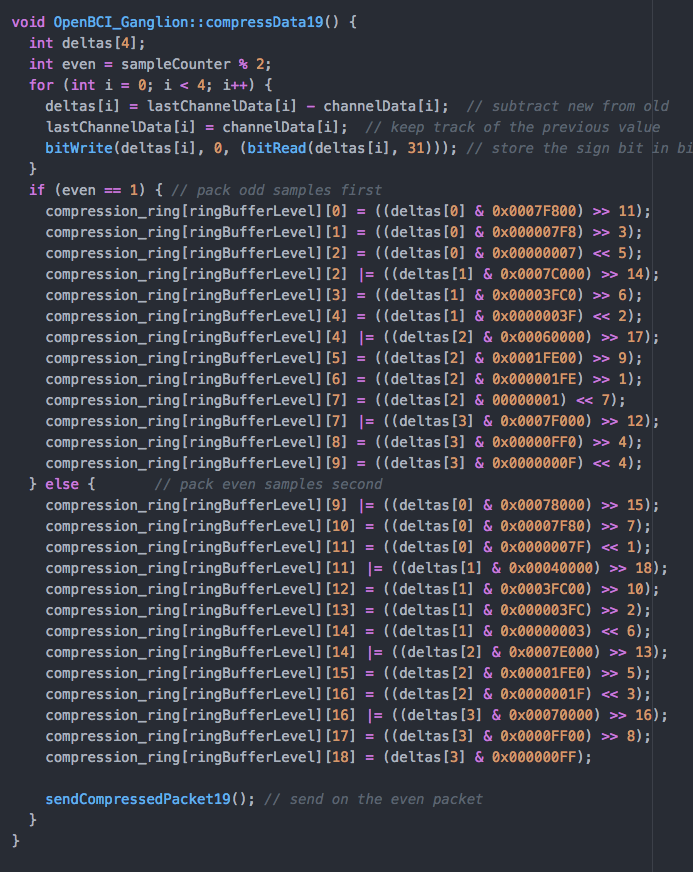 void OpenBCI_Ganglion::compressData19() {
  int deltas[4];
  int even = sampleCounter % 2;
  for (int i = 0; i < 4; i++) {
    deltas[i] = lastChannelData[i] - channelData[i];  // subtract new from old
    lastChannelData[i] = channelData[i];  // keep track of the previous value
    bitWrite(deltas[i], 0, (bitRead(deltas[i], 31))); // store the sign bit in bi
  }
  if (even == 1) { // pack odd samples first
    compression_ring[ringBufferLevel][0] = ((deltas[0] & 0x0007F800) >> 11);
    compression_ring[ringBufferLevel][1] = ((deltas[0] & 0x000007F8) >> 3);
    compression_ring[ringBufferLevel][2] = ((deltas[0] & 0x00000007) << 5);
    compression_ring[ringBufferLevel][2] |= ((deltas[1] & 0x0007C000) >> 14);
    compression_ring[ringBufferLevel][3] = ((deltas[1] & 0x00003FC0) >> 6);
    compression_ring[ringBufferLevel][4] = ((deltas[1] & 0x0000003F) << 2);
    compression_ring[ringBufferLevel][4] |= ((deltas[2] & 0x00060000) >> 17);
    compression_ring[ringBufferLevel][5] = ((deltas[2] & 0x0001FE00) >> 9);
    compression_ring[ringBufferLevel][6] = ((deltas[2] & 0x000001FE) >> 1);
    compression_ring[ringBufferLevel][7] = ((deltas[2] & 00000001) << 7);
    compression_ring[ringBufferLevel][7] |= ((deltas[3] & 0x0007F000) >> 12);
    compression_ring[ringBufferLevel][8] = ((deltas[3] & 0x00000FF0) >> 4);
    compression_ring[ringBufferLevel][9] = ((deltas[3] & 0x0000000F) << 4);
  } else {       // pack even samples second
    compression_ring[ringBufferLevel][9] |= ((deltas[0] & 0x00078000) >> 15);
    compression_ring[ringBufferLevel][10] = ((deltas[0] & 0x00007F80) >> 7);
    compression_ring[ringBufferLevel][11] = ((deltas[0] & 0x0000007F) << 1);
    compression_ring[ringBufferLevel][11] |= ((deltas[1] & 0x00040000) >> 18);
    compression_ring[ringBufferLevel][12] = ((deltas[1] & 0x0003FC00) >> 10);
    compression_ring[ringBufferLevel][13] = ((deltas[1] & 0x000003FC) >> 2);
    compression_ring[ringBufferLevel][14] = ((deltas[1] & 0x00000003) << 6);
    compression_ring[ringBufferLevel][14] |= ((deltas[2] & 0x0007E000) >> 13);
    compression_ring[ringBufferLevel][15] = ((deltas[2] & 0x00001FE0) >> 5);
    compression_ring[ringBufferLevel][16] = ((deltas[2] & 0x0000001F) << 3);
    compression_ring[ringBufferLevel][16] |= ((deltas[3] & 0x00070000) >> 16);
    compression_ring[ringBufferLevel][17] = ((deltas[3] & 0x0000FF00) >> 8);
    compression_ring[ringBufferLevel][18] = (deltas[3] & 0x000000FF);

    sendCompressedPacket19(); // send on the even packet
  }
}